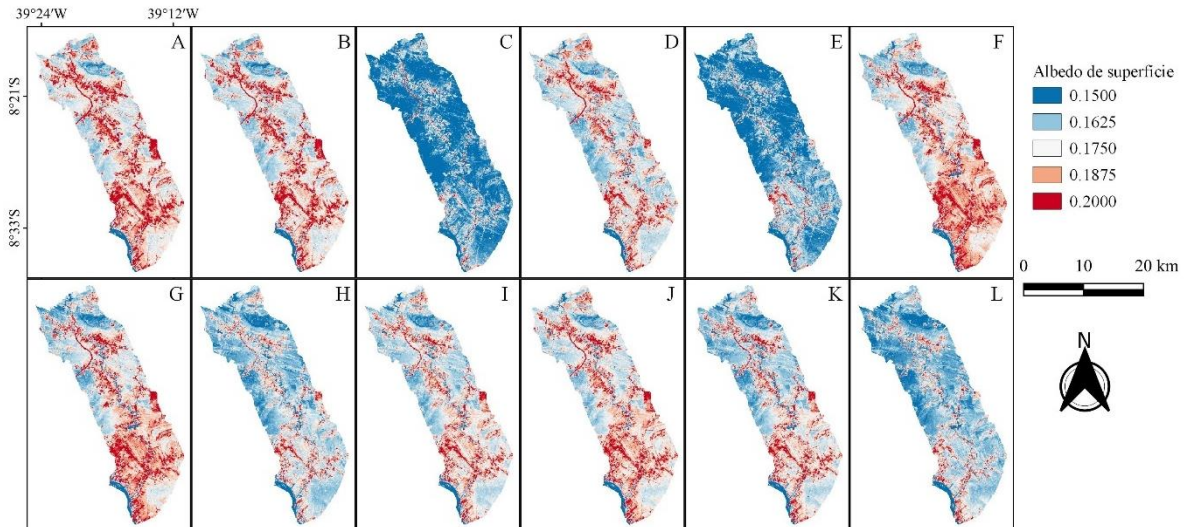 39°24'W 39°12'W
A B C D E F
8°21'S
8°33'S
Albedo de superfície
0.1500
0.1625
0.1750
0.1875
0.2000
0 10 20 km
G H I J K L
N